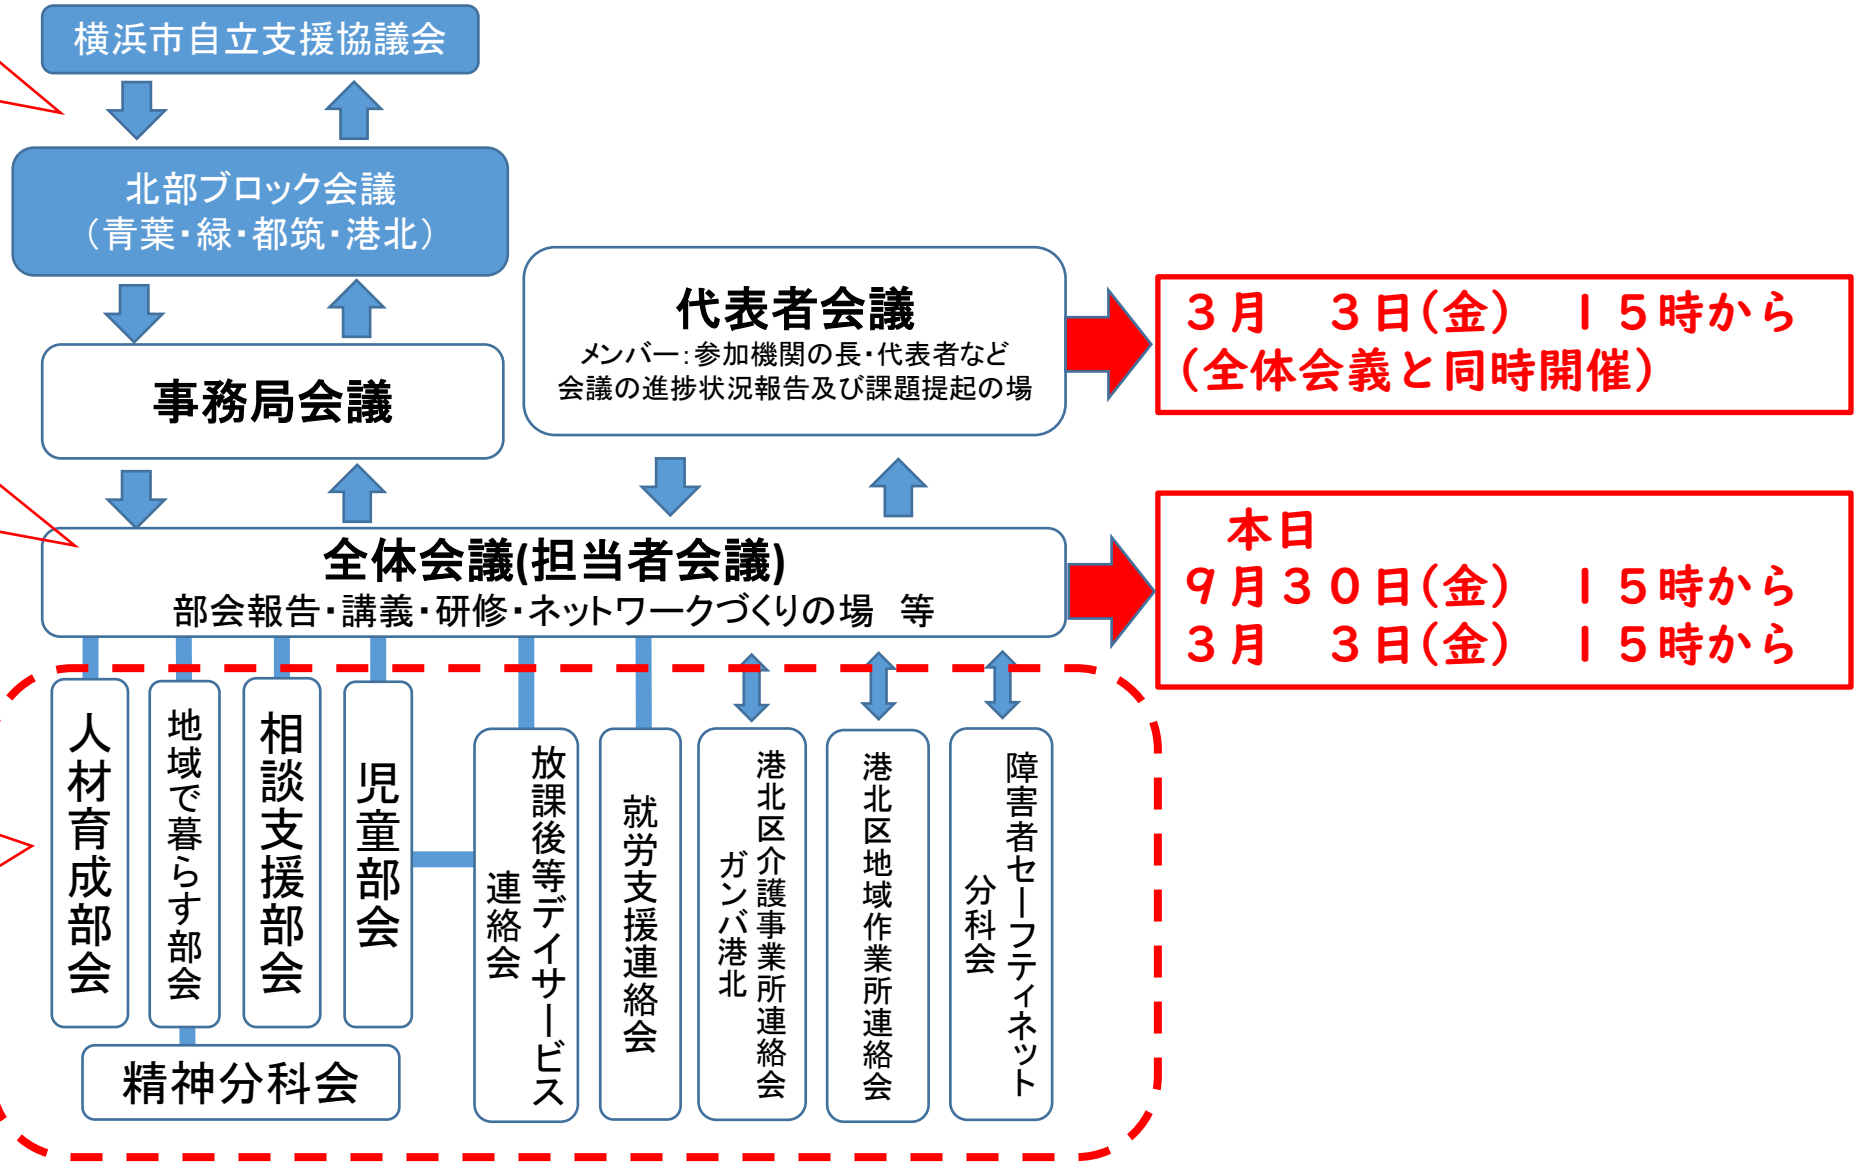 横浜市自立支援協議会
北部ブロック会議
（青葉・緑・都筑・港北）
事務局会議
代表者会議
メンバー：参加機関の長・代表者など
会議の進捗状況報告及び課題提起の場
３月　３日(金)　１５時から
(全体会義と同時開催)
全体会議(担当者会議)
部会報告・講義・研修・ネットワークづくりの場　等
本日
９月３０日(金)　１５時から
３月　３日(金)　１５時から
人材育成部会
地域で暮らす部会
相談支援部会
児童部会
放課後等デイサービス
連絡会
就労支援連絡会
港北区介護事業所連絡会
ガンバ港北
港北区地域作業所連絡会
障害者セーフティネット
分科会
精神分科会